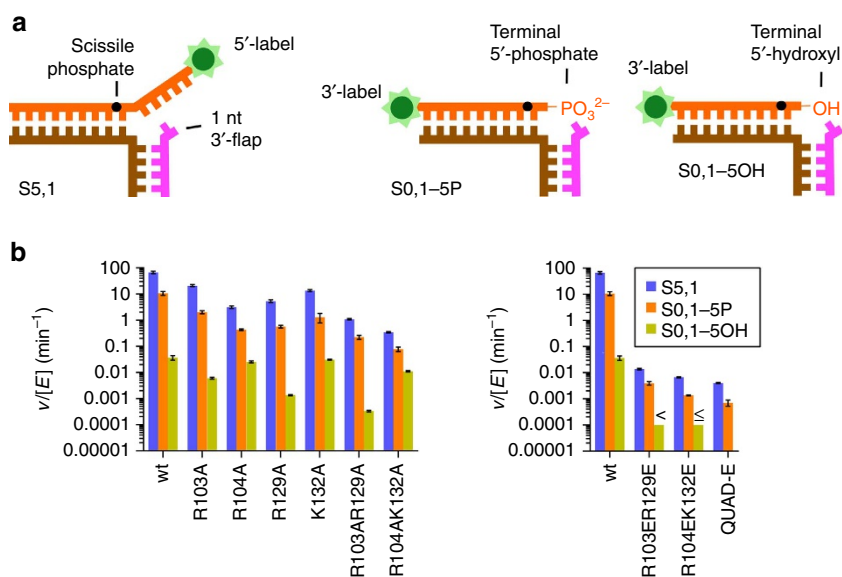 a
Scissile
phosphate
5′-label
1 nt
3′-flap
S5,1
3′-label
Terminal
5′-phosphate
PO₃²⁻
S0,1–5P
3′-label
Terminal
5′-hydroxyl
OH
S0,1–5OH
b
v/[E] (min⁻¹)
100
10
1
0.1
0.01
0.001
0.0001
0.00001
wt
R103A
R104A
R129A
K132A
R103AR129A
R104AK132A
v/[E] (min⁻¹)
100
10
1
0.1
0.01
0.001
0.0001
0.00001
<
≤
wt
R103ER129E
R104EK132E
QUAD-E
S5,1
S0,1–5P
S0,1–5OH